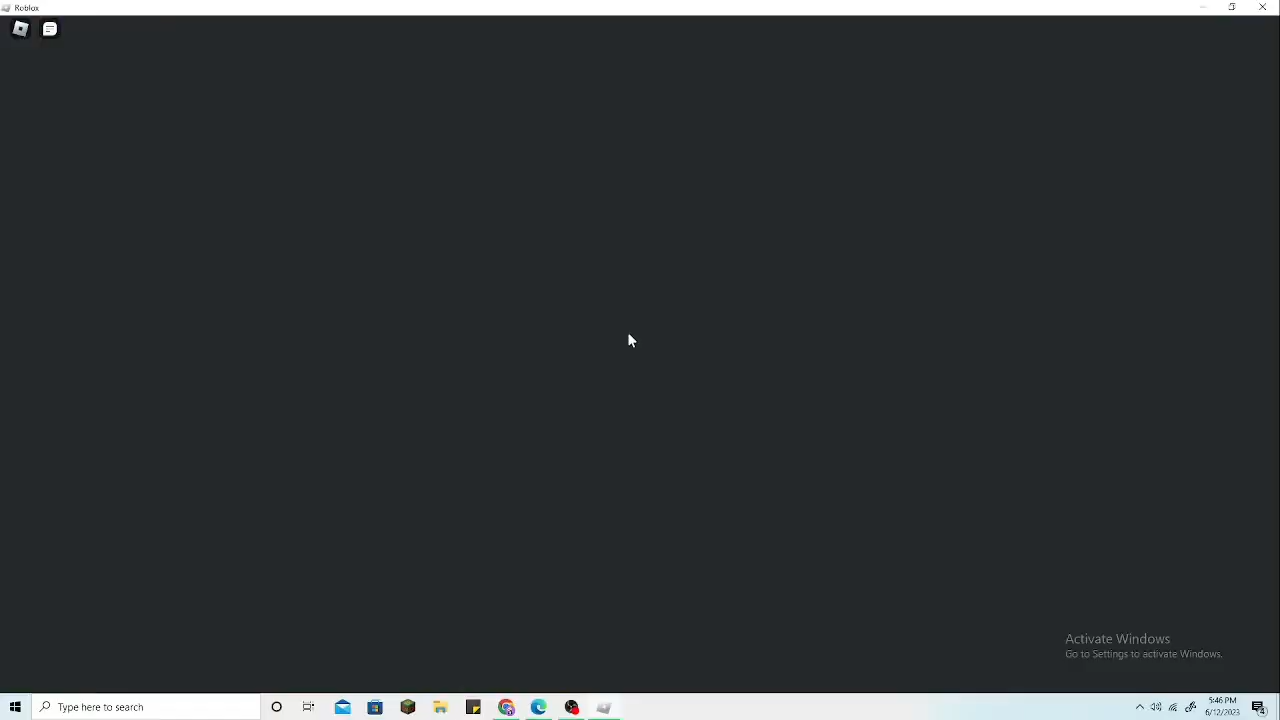 Roblox
Activate Windows
Go to Settings to activate Windows.
Type here to search
5:46 PM
6/12/2023